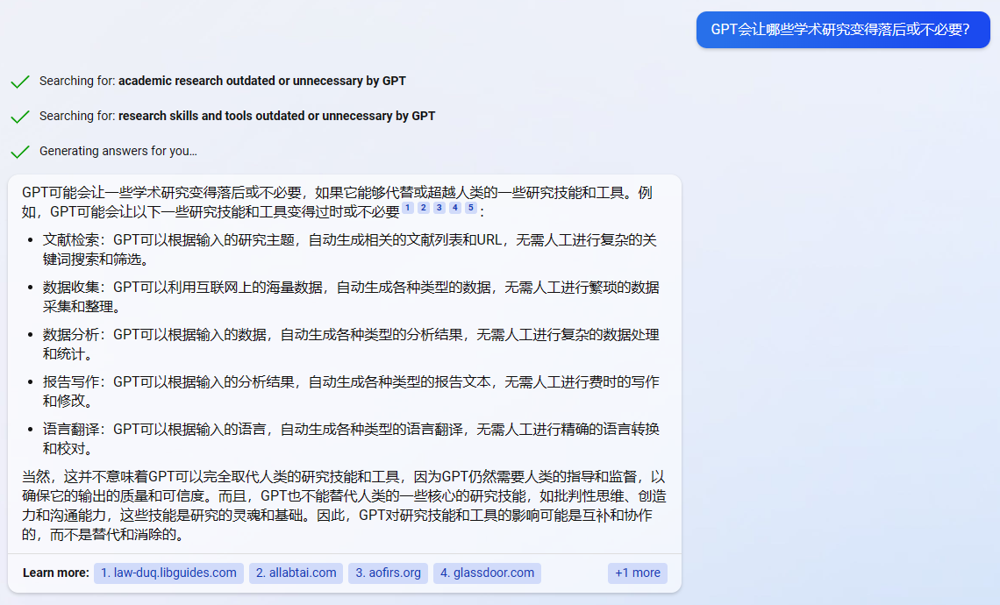 GPT会让哪些学术研究变得落后或不必要?
Searching for: academic research outdated or unnecessary by GPT
Searching for: research skills and tools outdated or unnecessary by GPT
Generating answers for you…
GPT可能会让一些学术研究变得落后或不必要，如果它能够代替或超越人类的一些研究技能和工具。例
如，GPT可能会让以下一些研究技能和工具变得过时或不必要 1 2 3 4 5：
• 文献检索：GPT可以根据输入的研究主题，自动生成相关的文献列表和URL，无需人工进行复杂的关
键词搜索和筛选。
• 数据收集：GPT可以利用互联网上的海量数据，自动生成各种类型的数据，无需人工进行繁琐的数据
采集和整理。
• 数据分析：GPT可以根据输入的数据，自动生成各种类型的分析结果，无需人工进行复杂的数据处理
和统计。
• 报告写作：GPT可以根据输入的分析结果，自动生成各种类型的报告文本，无需人工进行费时的写作
和修改。
• 语言翻译：GPT可以根据输入的语言，自动生成各种类型的语言翻译，无需人工进行精确的语言转换
和校对。
当然，这并不意味着GPT可以完全取代人类的研究技能和工具，因为GPT仍然需要人类的指导和监督，以
确保它的输出的质量和可信度。而且，GPT也不能替代人类的一些核心的研究技能，如批判性思维、创造
力和沟通能力，这些技能是研究的灵魂和基础。因此，GPT对研究技能和工具的影响可能是互补和协作
的，而不是替代和消除的。
Learn more: 1. law-duq.libguides.com 2. allabtai.com 3. aofirs.org 4. glassdoor.com +1 more